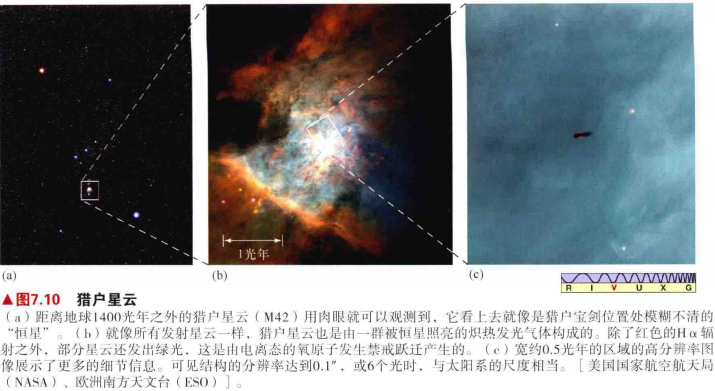 1光年
(a)
(b)
(c)
R I V U X G
▲图7.10 猎户星云
(a)距离地球1400光年之外的猎户星云(M42)用肉眼就可以观测到,它看上去就像是猎户宝剑位置处模糊不清的
“恒星”。(b)就像所有发射星云一样,猎户星云也是由一群被恒星照亮的炽热发光气体构成的。除了红色的Hα辐
射之外,部分星云还发出绿光,这是由电离态的氧原子发生禁戒跃迁产生的。(c)宽约0.5光年的区域的高分辨率图
像展示了更多的细节信息。可见结构的分辨率达到0.1″,或6个光时,与太阳系的尺度相当。[美国国家航空航天局
(NASA)、欧洲南方天文台(ESO)]。